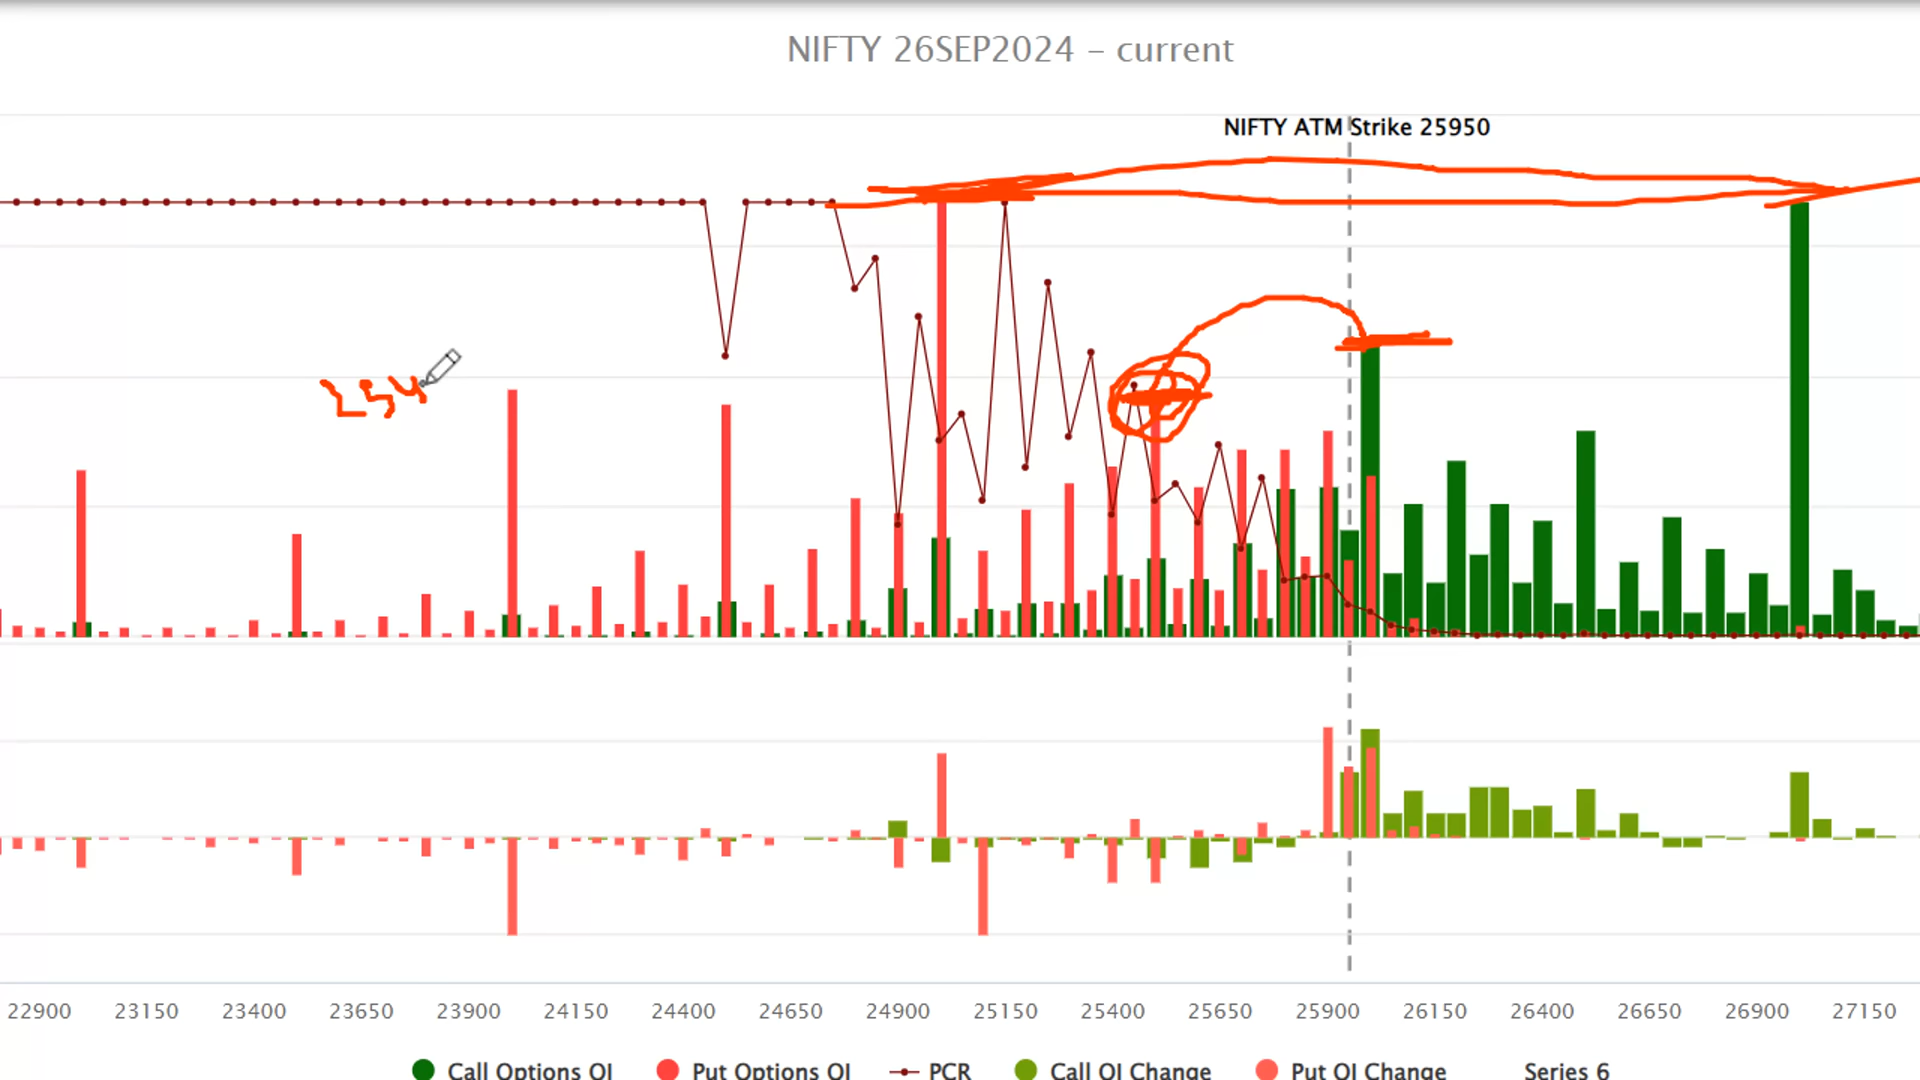 NIFTY 26SEP2024 – current
NIFTY ATM Strike 25950
254
22900 23150 23400 23650 23900 24150 24400 24650 24900 25150 25400 25650 25900 26150 26400 26650 26900 27150
Call Options OI Put Options OI PCR Call OI Change Put OI Change Series 6